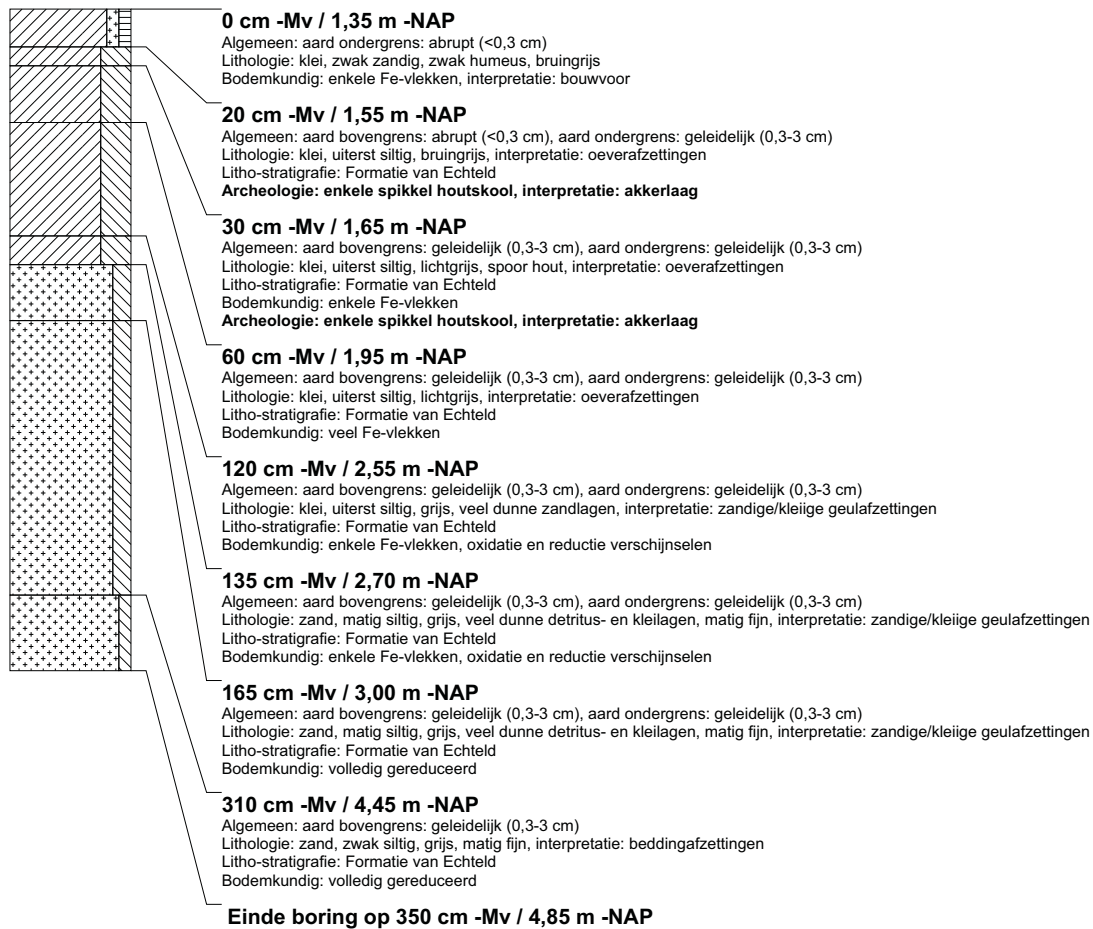 0 cm -Mv / 1,35 m -NAP
Algemeen: aard ondergrens: abrupt (<0,3 cm)
Lithologie: klei, zwak zandig, zwak humeus, bruingrijs
Bodemkundig: enkele Fe-vlekken, interpretatie: bouwvoor
20 cm -Mv / 1,55 m -NAP
Algemeen: aard bovengrens: abrupt (<0,3 cm), aard ondergrens: geleidelijk (0,3-3 cm)
Lithologie: klei, uiterst siltig, bruingrijs, interpretatie: oeverafzettingen
Litho-stratigrafie: Formatie van Echteld
Archeologie: enkele spikkel houtskool, interpretatie: akkerlaag
30 cm -Mv / 1,65 m -NAP
Algemeen: aard bovengrens: geleidelijk (0,3-3 cm), aard ondergrens: geleidelijk (0,3-3 cm)
Lithologie: klei, uiterst siltig, lichtgrijs, spoor hout, interpretatie: oeverafzettingen
Litho-stratigrafie: Formatie van Echteld
Bodemkundig: enkele Fe-vlekken
Archeologie: enkele spikkel houtskool, interpretatie: akkerlaag
60 cm -Mv / 1,95 m -NAP
Algemeen: aard bovengrens: geleidelijk (0,3-3 cm), aard ondergrens: geleidelijk (0,3-3 cm)
Lithologie: klei, uiterst siltig, lichtgrijs, interpretatie: oeverafzettingen
Litho-stratigrafie: Formatie van Echteld
Bodemkundig: veel Fe-vlekken
120 cm -Mv / 2,55 m -NAP
Algemeen: aard bovengrens: geleidelijk (0,3-3 cm), aard ondergrens: geleidelijk (0,3-3 cm)
Lithologie: klei, uiterst siltig, grijs, veel dunne zandlagen, interpretatie: zandige/kleiige geulafzettingen
Litho-stratigrafie: Formatie van Echteld
Bodemkundig: enkele Fe-vlekken, oxidatie en reductie verschijnselen
135 cm -Mv / 2,70 m -NAP
Algemeen: aard bovengrens: geleidelijk (0,3-3 cm), aard ondergrens: geleidelijk (0,3-3 cm)
Lithologie: zand, matig siltig, grijs, veel dunne detritus- en kleilagen, matig fijn, interpretatie: zandige/kleiige geulafzettingen
Litho-stratigrafie: Formatie van Echteld
Bodemkundig: enkele Fe-vlekken, oxidatie en reductie verschijnselen
165 cm -Mv / 3,00 m -NAP
Algemeen: aard bovengrens: geleidelijk (0,3-3 cm), aard ondergrens: geleidelijk (0,3-3 cm)
Lithologie: zand, matig siltig, grijs, veel dunne detritus- en kleilagen, matig fijn, interpretatie: zandige/kleiige geulafzettingen
Litho-stratigrafie: Formatie van Echteld
Bodemkundig: volledig gereduceerd
310 cm -Mv / 4,45 m -NAP
Algemeen: aard bovengrens: geleidelijk (0,3-3 cm)
Lithologie: zand, zwak siltig, grijs, matig fijn, interpretatie: beddingafzettingen
Litho-stratigrafie: Formatie van Echteld
Bodemkundig: volledig gereduceerd
Einde boring op 350 cm -Mv / 4,85 m -NAP